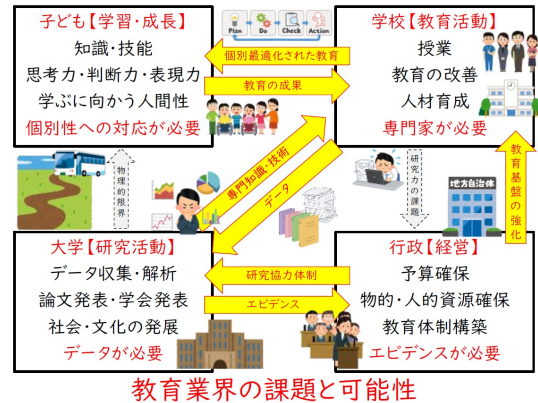 子ども【学習・成長】
知識・技能
思考力・判断力・表現力
学ぶに向かう人間性
個別性への対応が必要
Plan
Do
Check
Action
個別最適化された教育
教育の成果
学校【教育活動】
授業
教育の改善
人材育成
専門家が必要
物理的限界
専門知識・技術
データ
研究力の課題
地方自治体
教育基盤の強化
大学【研究活動】
データ収集・解析
論文発表・学会発表
社会・文化の発展
データが必要
研究協力体制
エビデンス
行政【経営】
予算確保
物的・人的資源確保
教育体制構築
エビデンスが必要
教育業界の課題と可能性